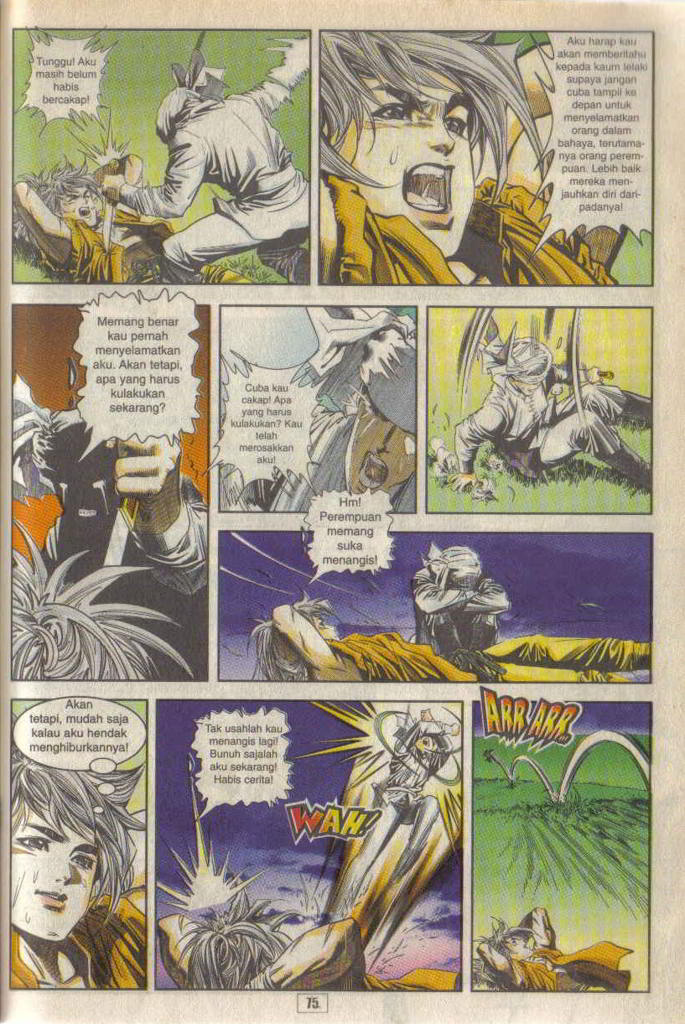 Tunggu! Aku
masih belum
habis
bercakap!
Aku harap kau
akan memberitahu
kepada kaum lelaki
supaya jangan
cuba tampil ke
depan untuk
menyelamatkan
orang dalam
bahaya, terutama-
nya orang perem-
puan. Lebih baik
mereka men-
jauhkan diri dari-
padanya!
Memang benar
kau pernah
menyelamatkan
aku. Akan tetapi,
apa yang harus
kulakukan
sekarang?
Cuba kau
cakap! Apa
yang harus
kulakukan? Kau
telah
merosakkan
aku!
Hm!
Perempuan
memang
suka
menangis!
Akan
tetapi, mudah saja
kalau aku hendak
menghiburkannya!
Tak usahlah kau
menangis lagi!
Bunuh sajalah
aku sekarang!
Habis cerita!
WAH!
ARR ARR...
75